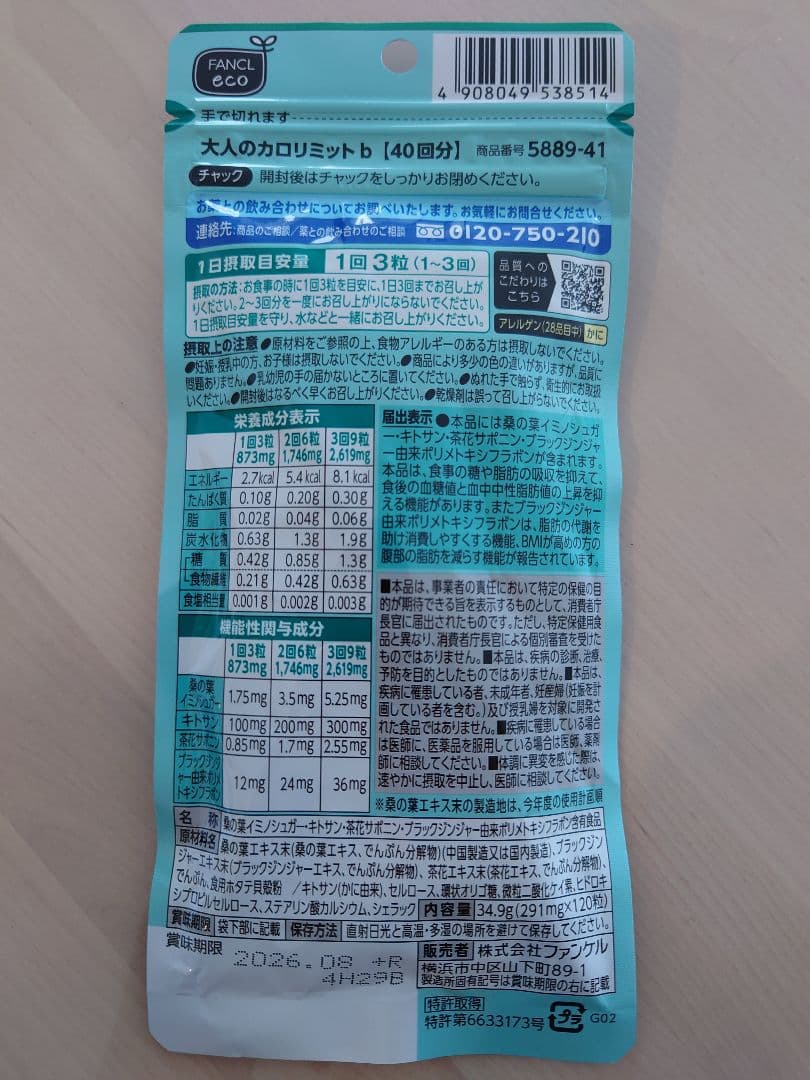 FANCL
eco
4 908049 538514
手で切れます
大人のカロリミットb【40回分】 商品番号 5889-41
チャック 開封後はチャックをしっかりお閉めください。
お薬との飲み合わせについてお調べいたします。お気軽にお問合せください。
連絡先:商品のご相談/薬との飲み合わせのご相談 0120-750-210
1日摂取目安量 1回3粒(1~3回)
摂取の方法:お食事の時に1回3粒を目安に、1日3回までお召し上が
りください。2~3回分を一度にお召し上がりにならないでください。
1日摂取目安量を守り、水などと一緒にお召し上がりください。
品質への
こだわりは
こちら
アレルゲン(28品目中) かに
摂取上の注意 ●原材料をご参照の上、食物アレルギーのある方は摂取しないでください。
●妊娠・授乳中の方、お子様は摂取しないでください。●商品により多少の色の違いがありますが、品質に
問題ありません。●乳幼児の手の届かないところに置いてください。●ぬれた手で触らず、衛生的にお取扱
いください。●開封後はなるべく早くお召し上がりください。●乾燥剤は誤って召し上がらないでください。
栄養成分表示
1回3粒 2回6粒 3回9粒
873mg 1,746mg 2,619mg
エネルギー 2.7kcal 5.4kcal 8.1kcal
たんぱく質 0.10g 0.20g 0.30g
脂質 0.02g 0.04g 0.06g
炭水化物 0.63g 1.3g 1.9g
糖質 0.42g 0.85g 1.3g
食物繊維 0.21g 0.42g 0.63g
食塩相当量 0.001g 0.002g 0.003g
機能性関与成分
1回3粒 2回6粒 3回9粒
873mg 1,746mg 2,619mg
桑の葉
イミノシュガー 1.75mg 3.5mg 5.25mg
キトサン 100mg 200mg 300mg
茶花サポニン 0.85mg 1.7mg 2.55mg
ブラックジンジ
ャー由来ポリメ
トキシフラボン 12mg 24mg 36mg
届出表示 ●本品には桑の葉イミノシュガ
ー・キトサン・茶花サポニン・ブラックジンジャ
ー由来ポリメトキシフラボンが含まれます。
本品は、食事の糖や脂肪の吸収を抑えて、
食後の血糖値と血中中性脂肪値の上昇を抑
える機能があります。またブラックジンジャー
由来ポリメトキシフラボンは、脂肪の代謝を
助け消費しやすくする機能、BMIが高めの方の
腹部の脂肪を減らす機能が報告されています。
■本品は、事業者の責任において特定の保健の目
的が期待できる旨を表示するものとして、消費者庁
長官に届出されたものです。ただし、特定保健用食
品と異なり、消費者庁長官による個別審査を受けた
ものではありません。■本品は、疾病の診断、治療、
予防を目的としたものではありません。■本品は、
疾病に罹患している者、未成年者、妊産婦(妊娠を計
画している者を含む。)及び授乳婦を対象に開発さ
れた食品ではありません。■疾病に罹患している場合
は医師に、医薬品を服用している場合は医師、薬剤
師に相談してください。■体調に異変を感じた際は、
速やかに摂取を中止し、医師に相談してください。
※桑の葉エキス末の製造地は、今年度の使用計画順
名称 桑の葉イミノシュガー・キトサン・茶花サポニン・ブラックジンジャー由来ポリメトキシフラボン含有食品
原材料名 桑の葉エキス末(桑の葉エキス、でんぷん分解物)(中国製造又は国内製造)、ブラックジン
ジャーエキス末(ブラックジンジャーエキス、でんぷん分解物)、茶花エキス末(茶花エキス、でんぷん分解物)、
でんぷん、食用ホタテ貝殻粉/キトサン(かに由来)、セルロース、環状オリゴ糖、微粒二酸化ケイ素、ヒドロキ
シプロピルセルロース、ステアリン酸カルシウム、シェラック 内容量 34.9g(291mg×120粒)
賞味期限 袋下部に記載 保存方法 直射日光と高温・多湿の場所を避けて保存してください。
賞味期限 2026.08 +R
4H29B
販売者 株式会社ファンケル
横浜市中区山下町89-1
製造所固有記号は賞味期限の右に記載
特許取得
特許第6633173号 プラ G02